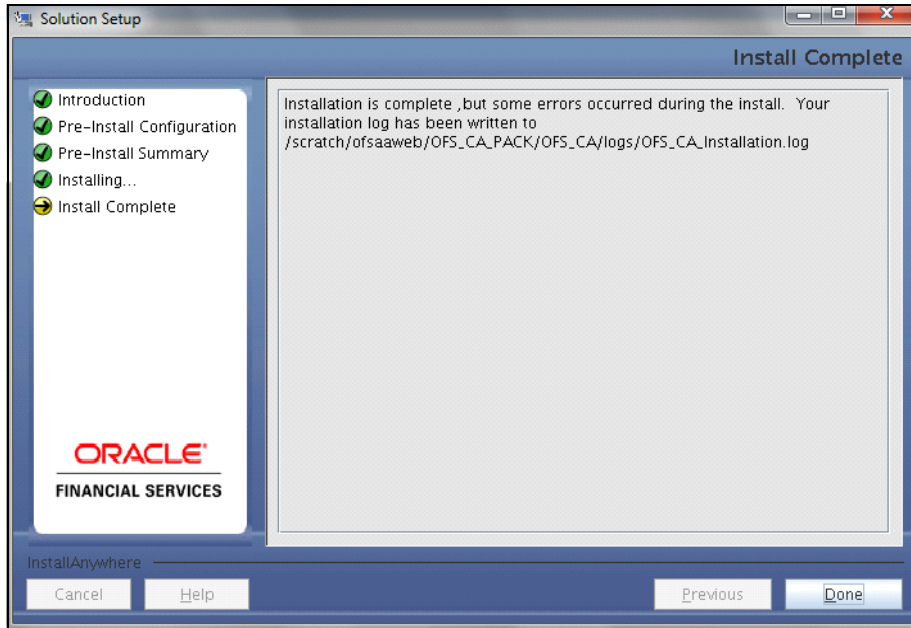 Solution Setup
Install Complete
Introduction
Pre-Install Configuration
Pre-Install Summary
Installing...
Install Complete
Installation is complete ,but some errors occurred during the install. Your
installation log has been written to
/scratch/ofsaaweb/OFS_CA_PACK/OFS_CA/logs/OFS_CA_Installation.log
ORACLE
FINANCIAL SERVICES
InstallAnywhere
Cancel
Help
Previous
Done